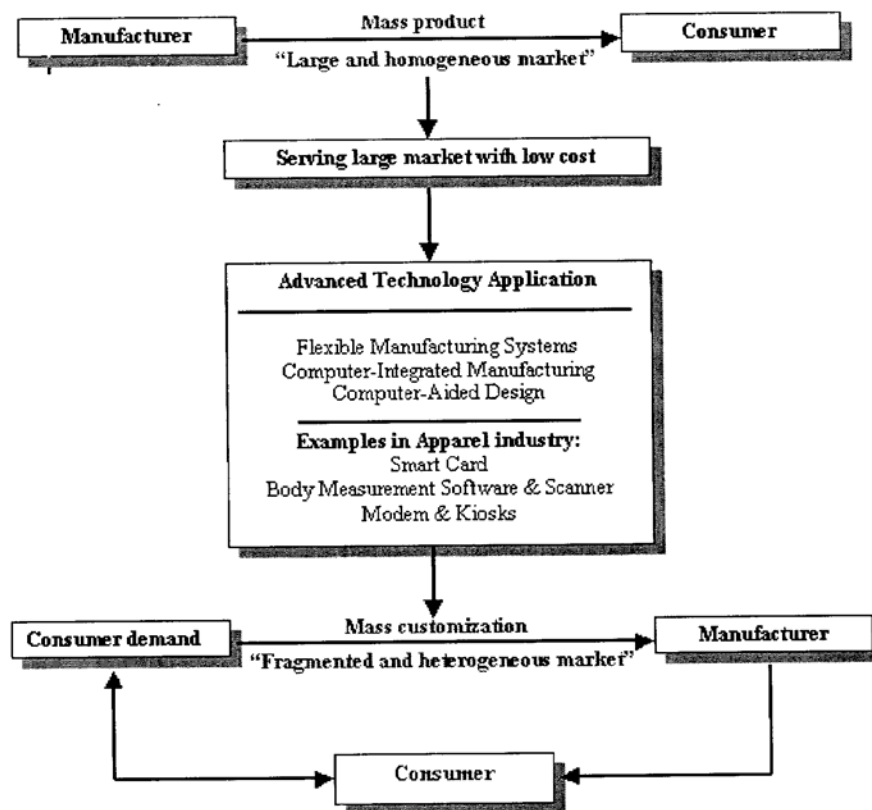 Mass product
Manufacturer
Consumer
“Large and homogeneous market”
Serving large market with low cost
Advanced Technology Application
Flexible Manufacturing Systems
Computer-Integrated Manufacturing
Computer-Aided Design
Examples in Apparel industry:
Smart Card
Body Measurement Software & Scanner
Modem & Kiosks
Consumer demand
Mass customization
Manufacturer
“Fragmented and heterogeneous market”
Consumer